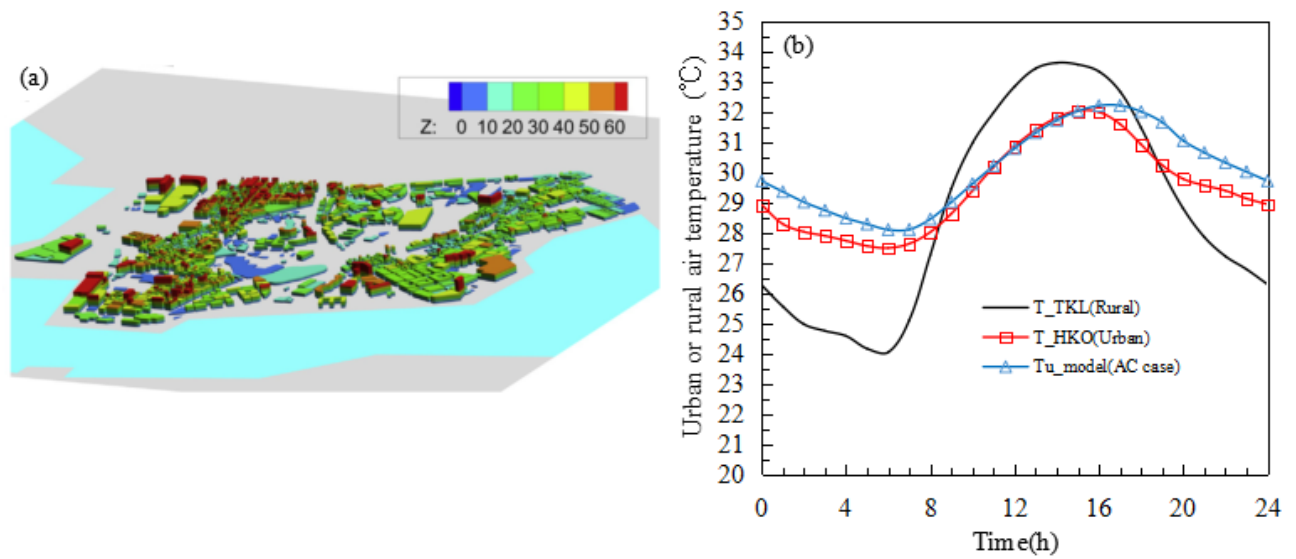 (a)
Z: 0 10 20 30 40 50 60
(b)
Urban or rural air temperature (℃)
35
34
33
32
31
30
29
28
27
26
25
24
23
22
21
20
T_TKL(Rural)
T_HKO(Urban)
Tu_model(AC case)
0 4 8 12 16 20 24
Time(h)